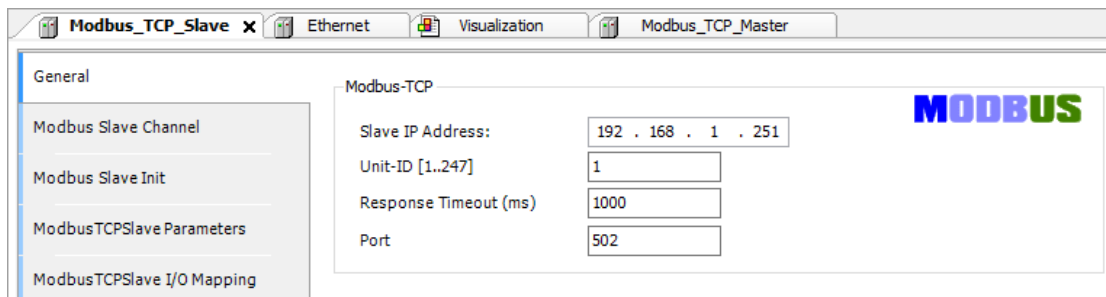 Modbus_TCP_Slave x Ethernet Visualization Modbus_TCP_Master
General
Modbus Slave Channel
Modbus Slave Init
ModbusTCPSlave Parameters
ModbusTCPSlave I/O Mapping
Modbus-TCP
MODBUS
Slave IP Address: 192 . 168 . 1 . 251
Unit-ID [1..247] 1
Response Timeout (ms) 1000
Port 502